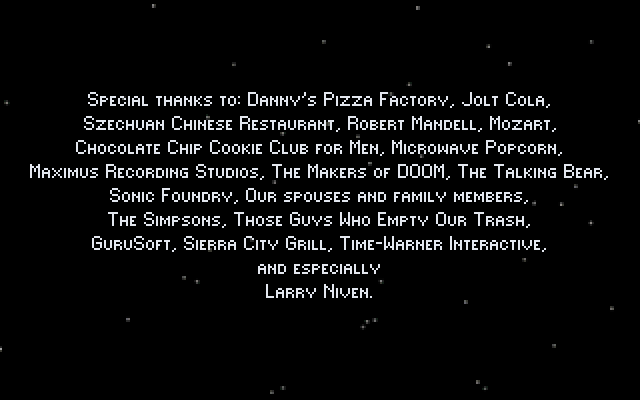 Special thanks to: Danny's Pizza Factory, Jolt Cola,
Szechuan Chinese Restaurant, Robert Mandell, Mozart,
Chocolate Chip Cookie Club for Men, Microwave Popcorn,
Maximus Recording Studios, The Makers of DOOM, The Talking Bear,
Sonic Foundry, Our spouses and family members,
The Simpsons, Those Guys Who Empty Our Trash,
GuruSoft, Sierra City Grill, Time-Warner Interactive,
and especially
Larry Niven.